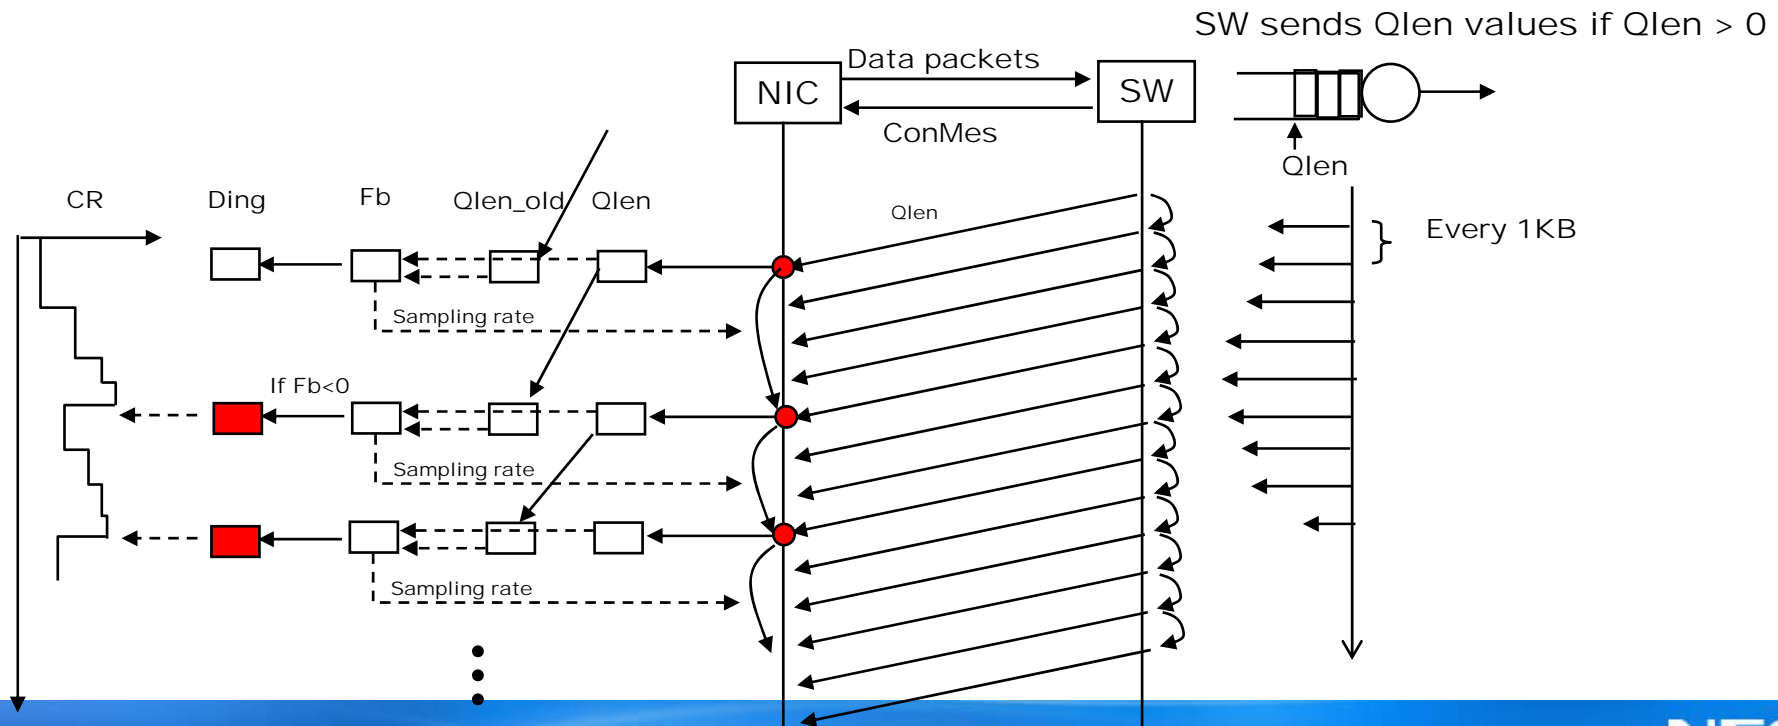 SW sends Qlen values if Qlen > 0
Data packets
NIC
SW
ConMes
Qlen
CR
Ding
Fb
Qlen_old
Qlen
Qlen
Every 1KB
Sampling rate
If Fb<0
Sampling rate
Sampling rate